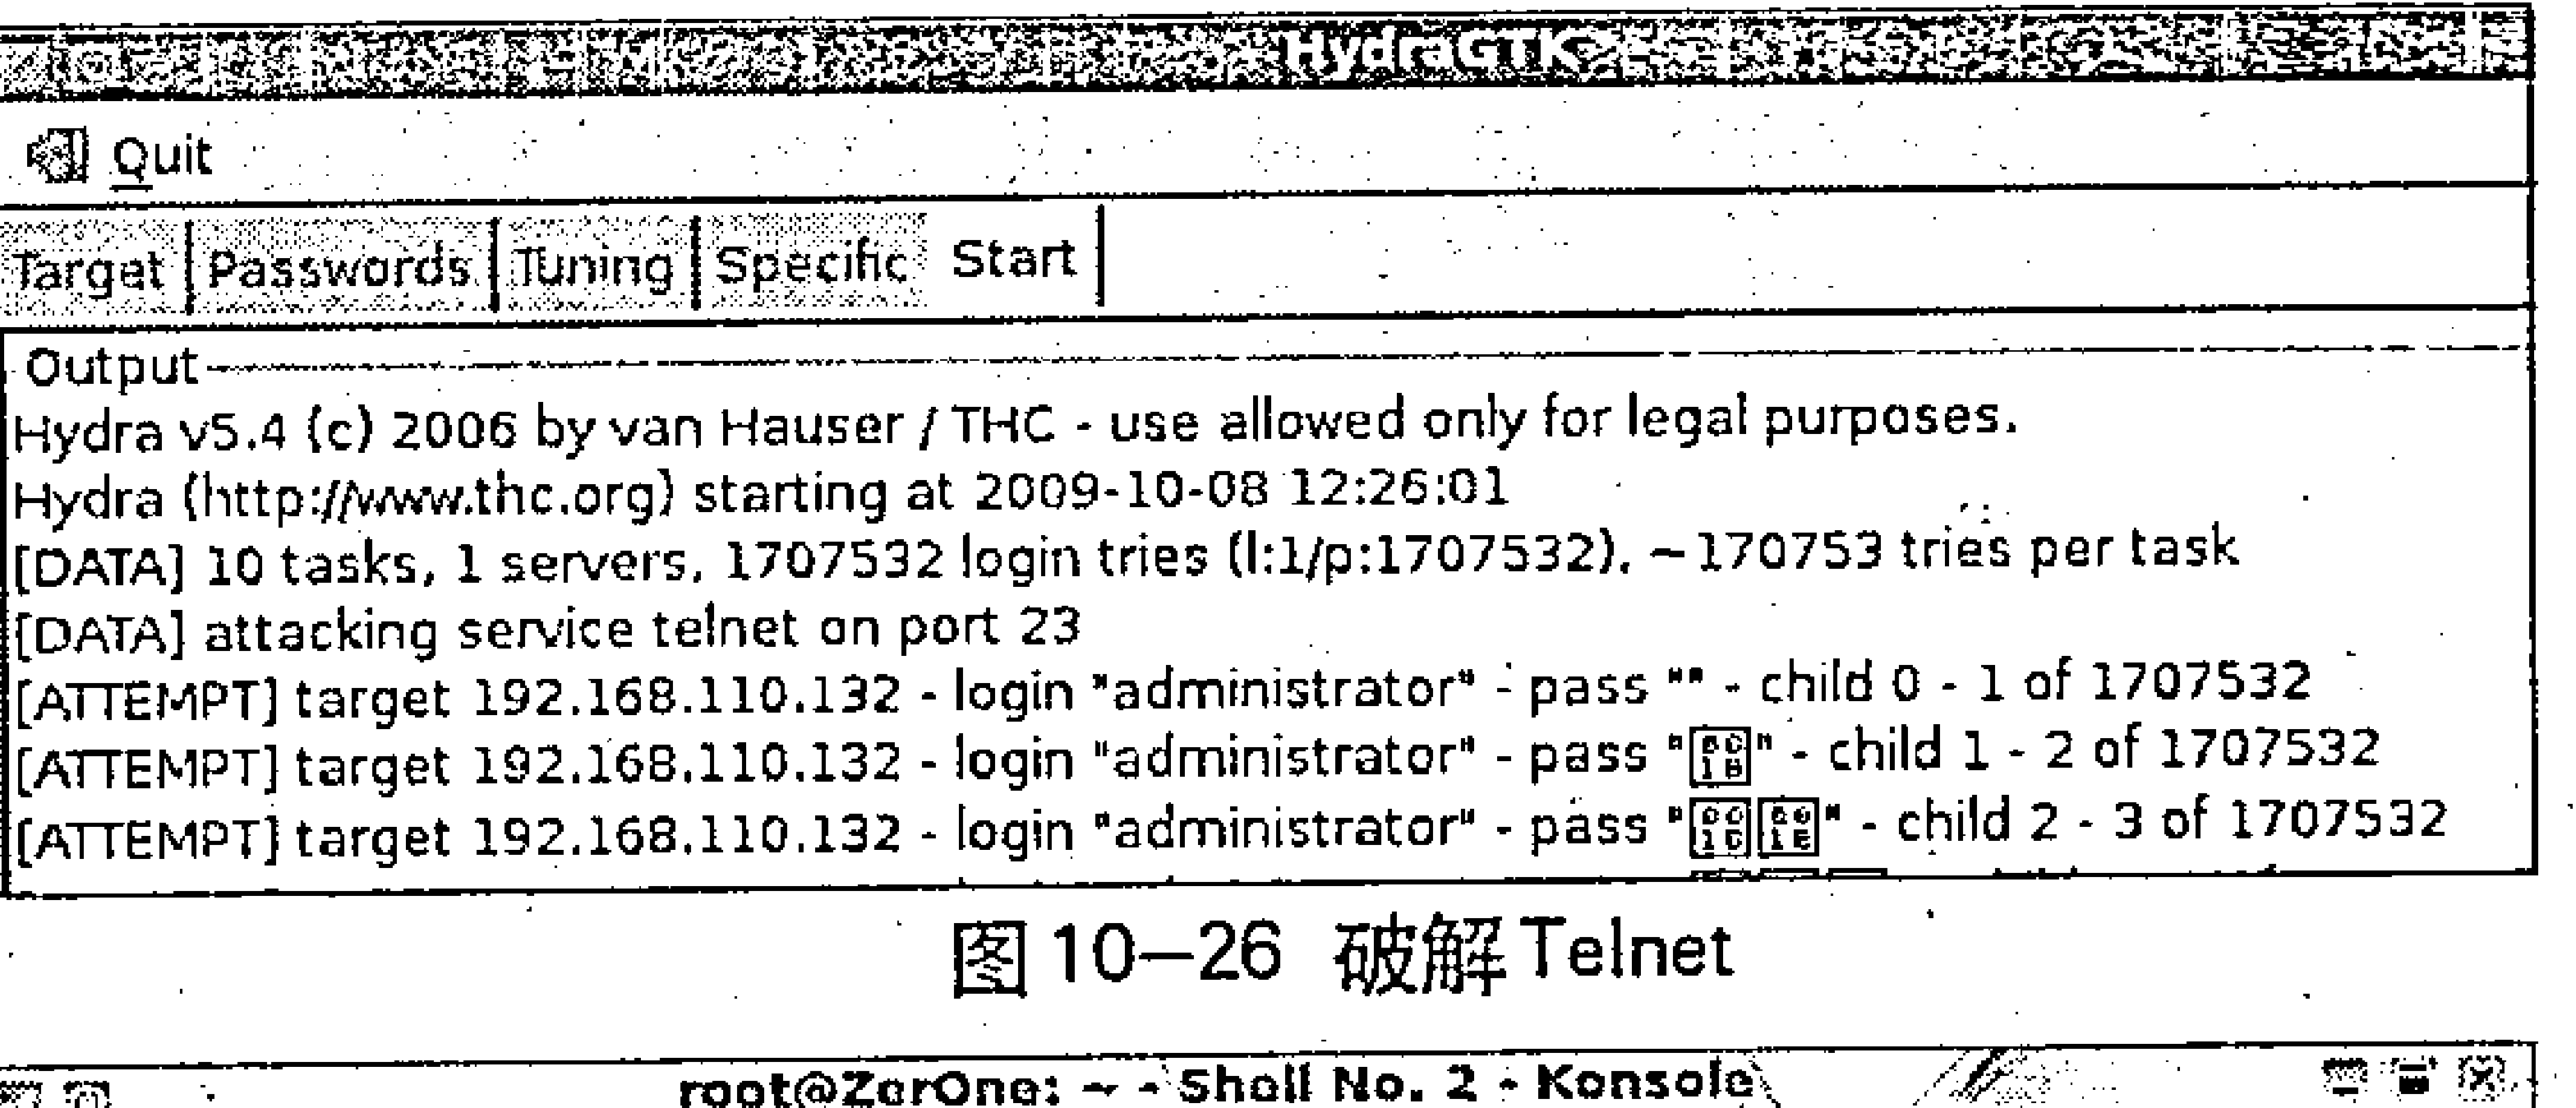 HydraGTK
Quit
Target Passwords Tuning Specific Start
Output
Hydra v5.4 (c) 2006 by van Hauser / THC - use allowed only for legal purposes.
Hydra (http://www.thc.org) starting at 2009-10-08 12:26:01
[DATA] 10 tasks, 1 servers, 1707532 login tries (l:1/p:1707532), ~170753 tries per task
[DATA] attacking service telnet on port 23
[ATTEMPT] target 192.168.110.132 - login "administrator" - pass "" - child 0 - 1 of 1707532
[ATTEMPT] target 192.168.110.132 - login "administrator" - pass "" - child 1 - 2 of 1707532
[ATTEMPT] target 192.168.110.132 - login "administrator" - pass "" - child 2 - 3 of 1707532
图 10-26 破解Telnet
root@ZerOne: ~ - Shell No. 2 - Konsole